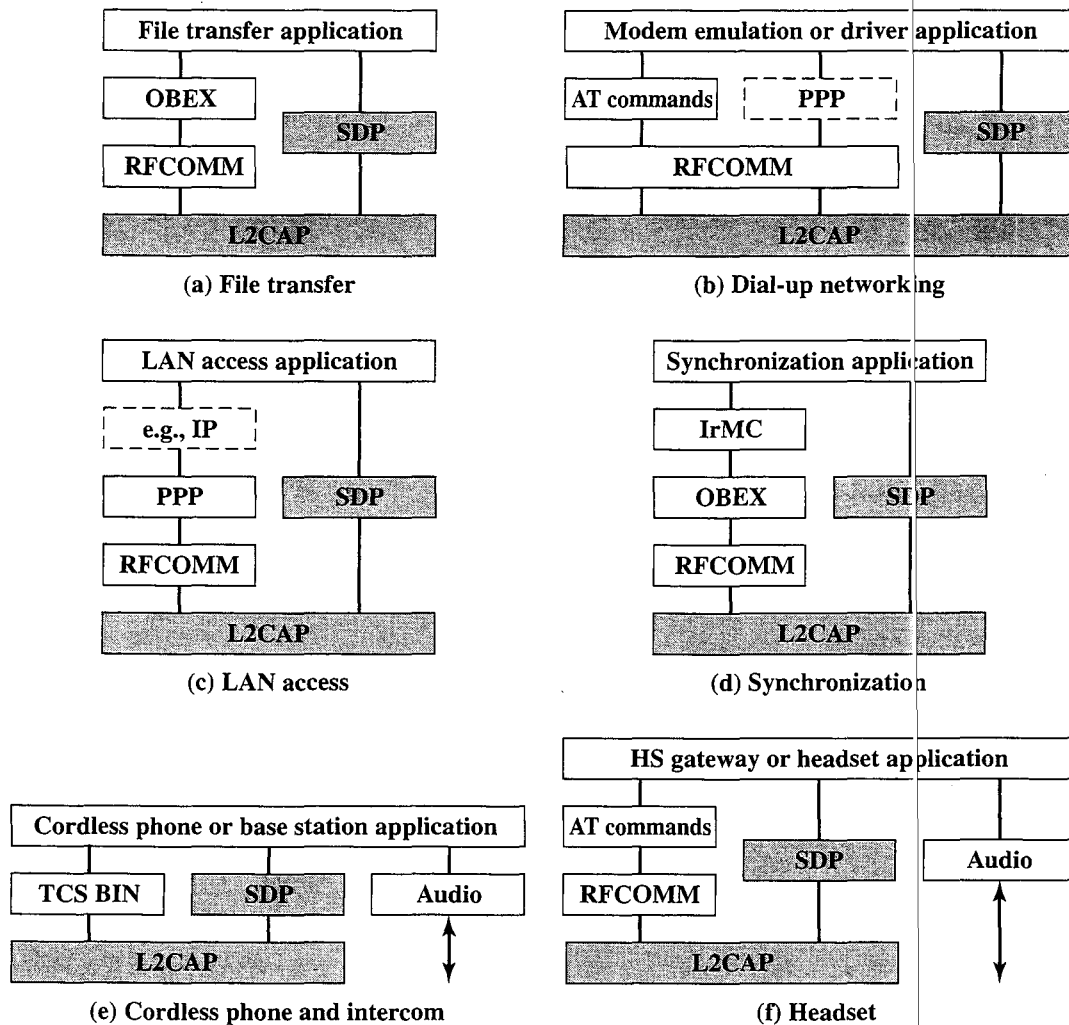 File transfer application
OBEX
SDP
RFCOMM
L2CAP
(a) File transfer
Modem emulation or driver application
AT commands
PPP
SDP
RFCOMM
L2CAP
(b) Dial-up networking
LAN access application
e.g., IP
PPP
SDP
RFCOMM
L2CAP
(c) LAN access
Synchronization application
IrMC
OBEX
SDP
RFCOMM
L2CAP
(d) Synchronization
Cordless phone or base station application
TCS BIN
SDP
Audio
L2CAP
(e) Cordless phone and intercom
HS gateway or headset application
AT commands
SDP
Audio
RFCOMM
L2CAP
(f) Headset